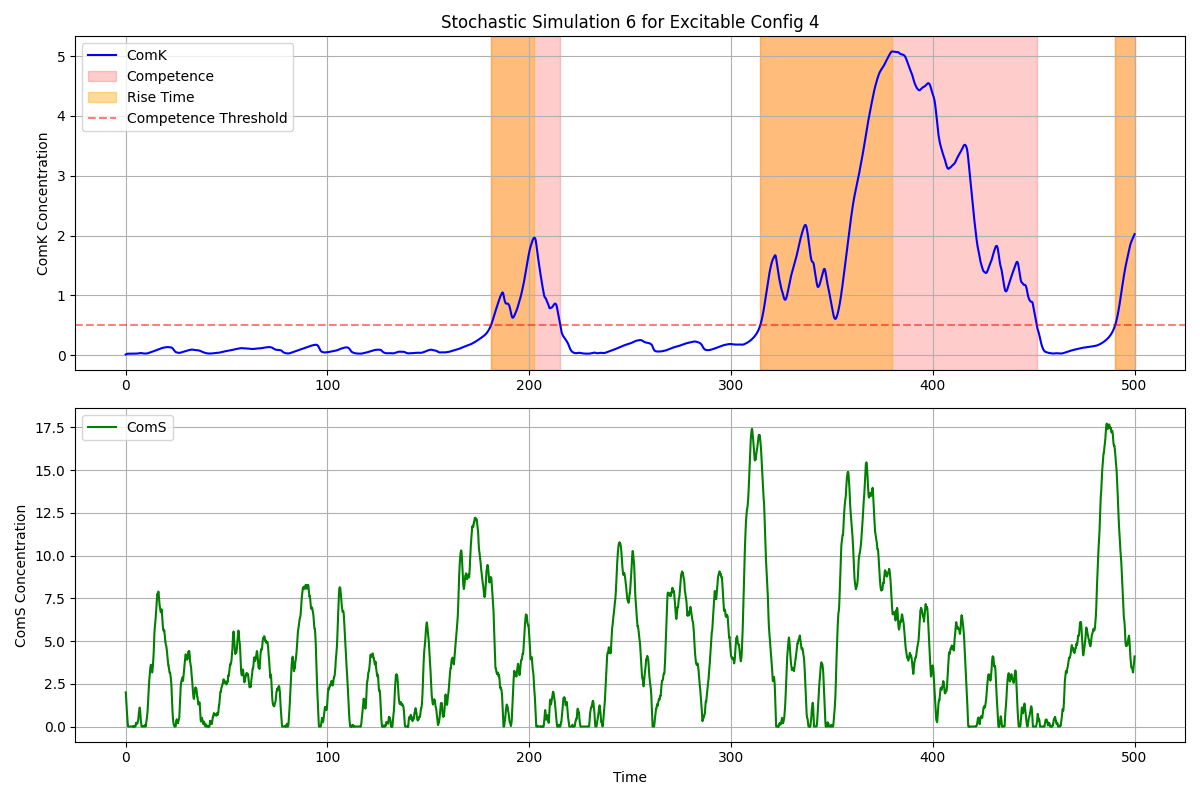 Stochastic Simulation 6 for Excitable Config 4
ComK Concentration
5
4
3
2
1
0
ComK
Competence
Rise Time
Competence Threshold
0 100 200 300 400 500
ComS Concentration
17.5
15.0
12.5
10.0
7.5
5.0
2.5
0.0
ComS
0 100 200 300 400 500
Time